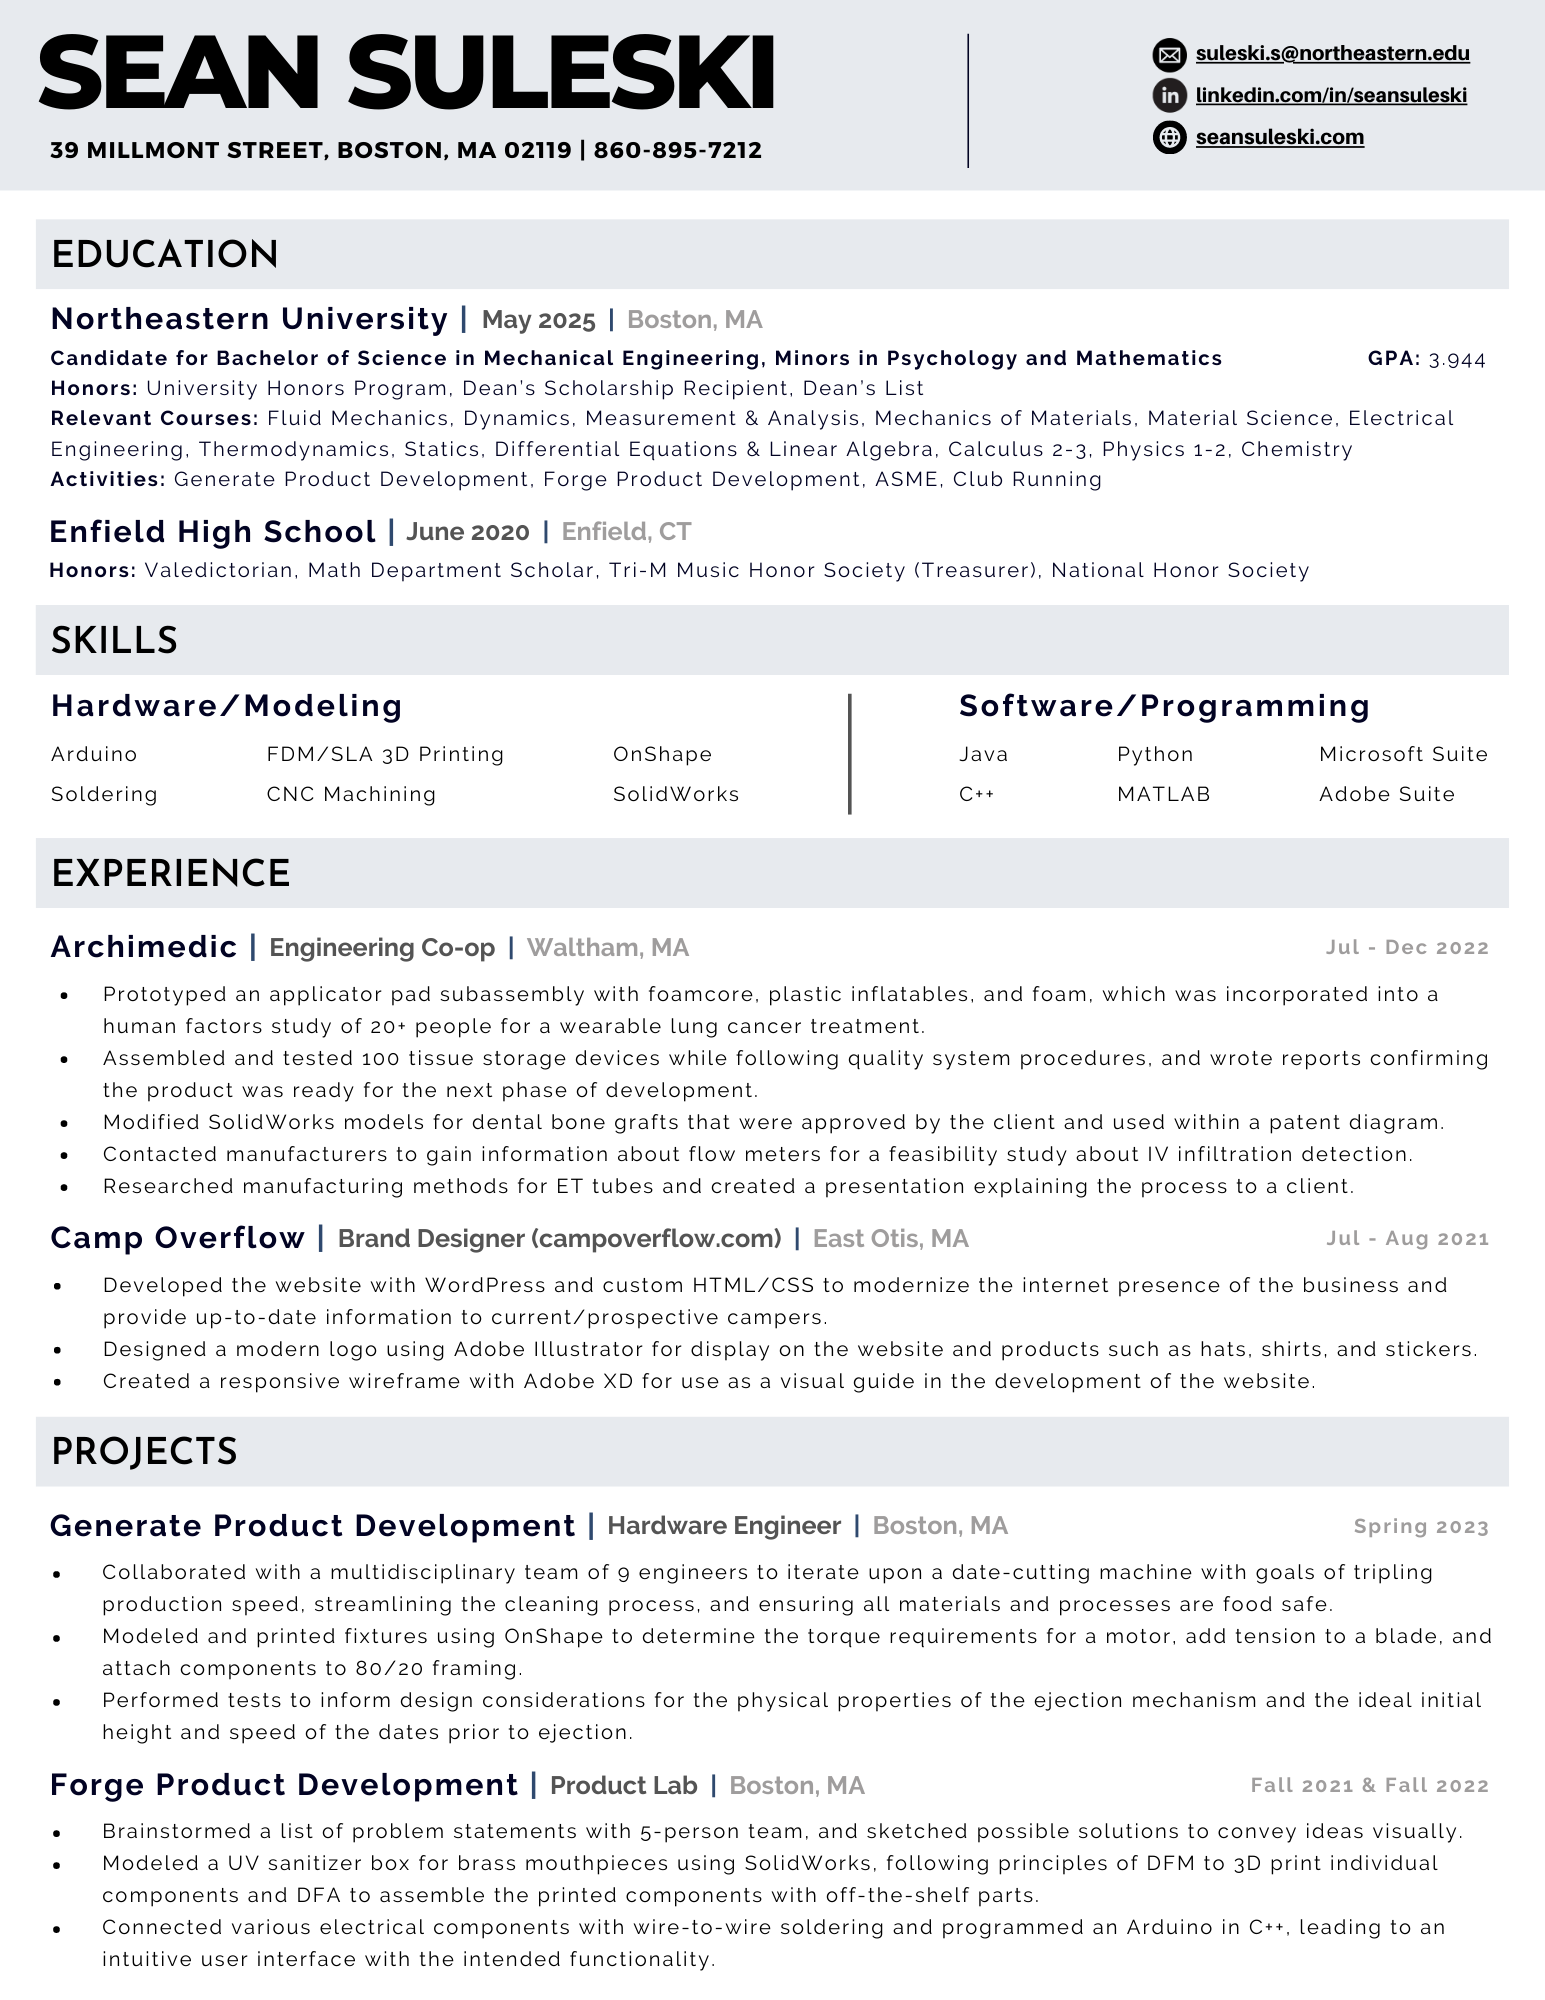 SEAN SULESKI
39 MILLMONT STREET, BOSTON, MA 02119 | 860-895-7212
suleski.s@northeastern.edu
linkedin.com/in/seansuleski
seansuleski.com
EDUCATION
Northeastern University | May 2025 | Boston, MA
Candidate for Bachelor of Science in Mechanical Engineering, Minors in Psychology and Mathematics GPA: 3.944
Honors: University Honors Program, Dean's Scholarship Recipient, Dean's List
Relevant Courses: Fluid Mechanics, Dynamics, Measurement & Analysis, Mechanics of Materials, Material Science, Electrical
Engineering, Thermodynamics, Statics, Differential Equations & Linear Algebra, Calculus 2-3, Physics 1-2, Chemistry
Activities: Generate Product Development, Forge Product Development, ASME, Club Running
Enfield High School | June 2020 | Enfield, CT
Honors: Valedictorian, Math Department Scholar, Tri-M Music Honor Society (Treasurer), National Honor Society
SKILLS
Hardware/Modeling
Arduino FDM/SLA 3D Printing OnShape
Soldering CNC Machining SolidWorks
Software/Programming
Java Python Microsoft Suite
C++ MATLAB Adobe Suite
EXPERIENCE
Archimedic | Engineering Co-op | Waltham, MA Jul - Dec 2022
• Prototyped an applicator pad subassembly with foamcore, plastic inflatables, and foam, which was incorporated into a
human factors study of 20+ people for a wearable lung cancer treatment.
• Assembled and tested 100 tissue storage devices while following quality system procedures, and wrote reports confirming
the product was ready for the next phase of development.
• Modified SolidWorks models for dental bone grafts that were approved by the client and used within a patent diagram.
• Contacted manufacturers to gain information about flow meters for a feasibility study about IV infiltration detection.
• Researched manufacturing methods for ET tubes and created a presentation explaining the process to a client.
Camp Overflow | Brand Designer (campoverflow.com) | East Otis, MA Jul - Aug 2021
• Developed the website with WordPress and custom HTML/CSS to modernize the internet presence of the business and
provide up-to-date information to current/prospective campers.
• Designed a modern logo using Adobe Illustrator for display on the website and products such as hats, shirts, and stickers.
• Created a responsive wireframe with Adobe XD for use as a visual guide in the development of the website.
PROJECTS
Generate Product Development | Hardware Engineer | Boston, MA Spring 2023
• Collaborated with a multidisciplinary team of 9 engineers to iterate upon a date-cutting machine with goals of tripling
production speed, streamlining the cleaning process, and ensuring all materials and processes are food safe.
• Modeled and printed fixtures using OnShape to determine the torque requirements for a motor, add tension to a blade, and
attach components to 80/20 framing.
• Performed tests to inform design considerations for the physical properties of the ejection mechanism and the ideal initial
height and speed of the dates prior to ejection.
Forge Product Development | Product Lab | Boston, MA Fall 2021 & Fall 2022
• Brainstormed a list of problem statements with 5-person team, and sketched possible solutions to convey ideas visually.
• Modeled a UV sanitizer box for brass mouthpieces using SolidWorks, following principles of DFM to 3D print individual
components and DFA to assemble the printed components with off-the-shelf parts.
• Connected various electrical components with wire-to-wire soldering and programmed an Arduino in C++, leading to an
intuitive user interface with the intended functionality.